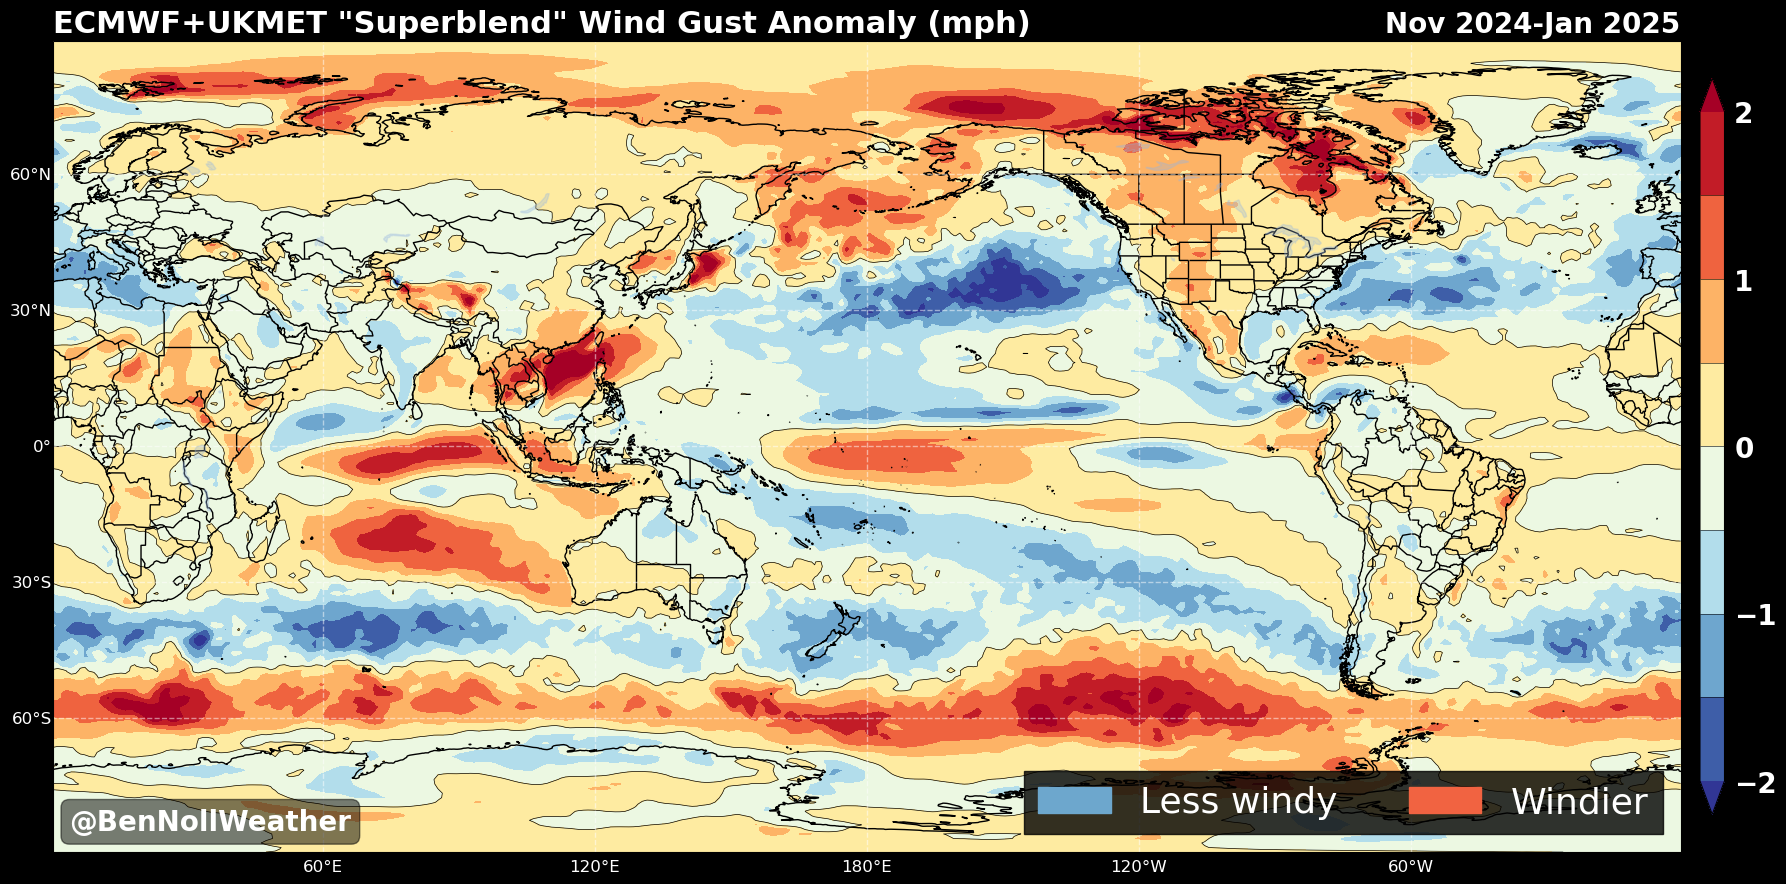 ECMWF+UKMET "Superblend" Wind Gust Anomaly (mph)
Nov 2024-Jan 2025
60°N
30°N
0°
30°S
60°S
60°E
120°E
180°E
120°W
60°W
2
1
0
−1
−2
Less windy
Windier
@BenNollWeather